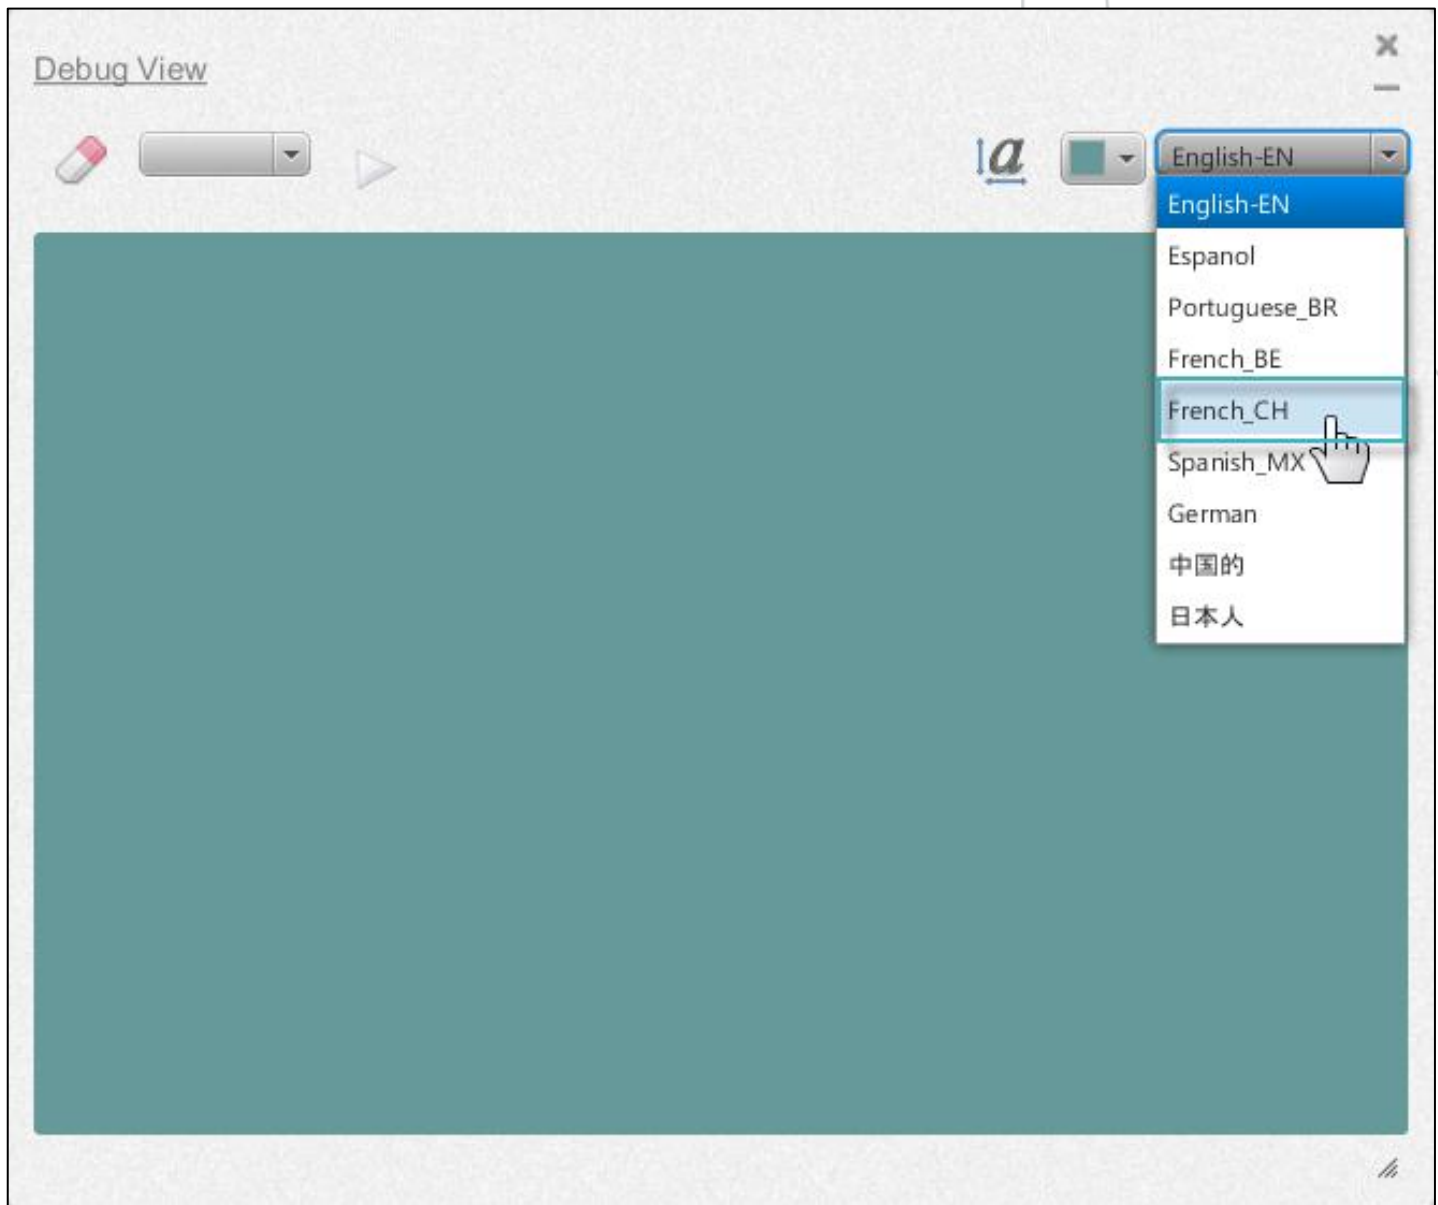 Debug View
a
English-EN
English-EN
Espanol
Portuguese_BR
French_BE
French_CH
Spanish_MX
German
中国的
日本人